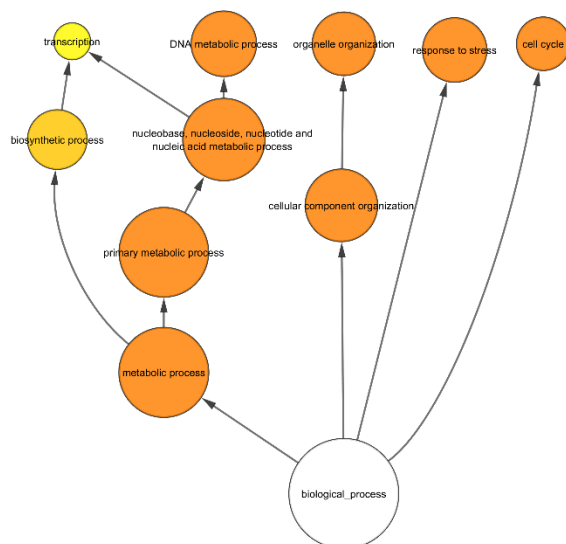 transcription
DNA metabolic process
organelle organization
response to stress
cell cycle
biosynthetic process
nucleobase, nucleoside, nucleotide and
nucleic acid metabolic process
cellular component organization
primary metabolic process
metabolic process
biological_process